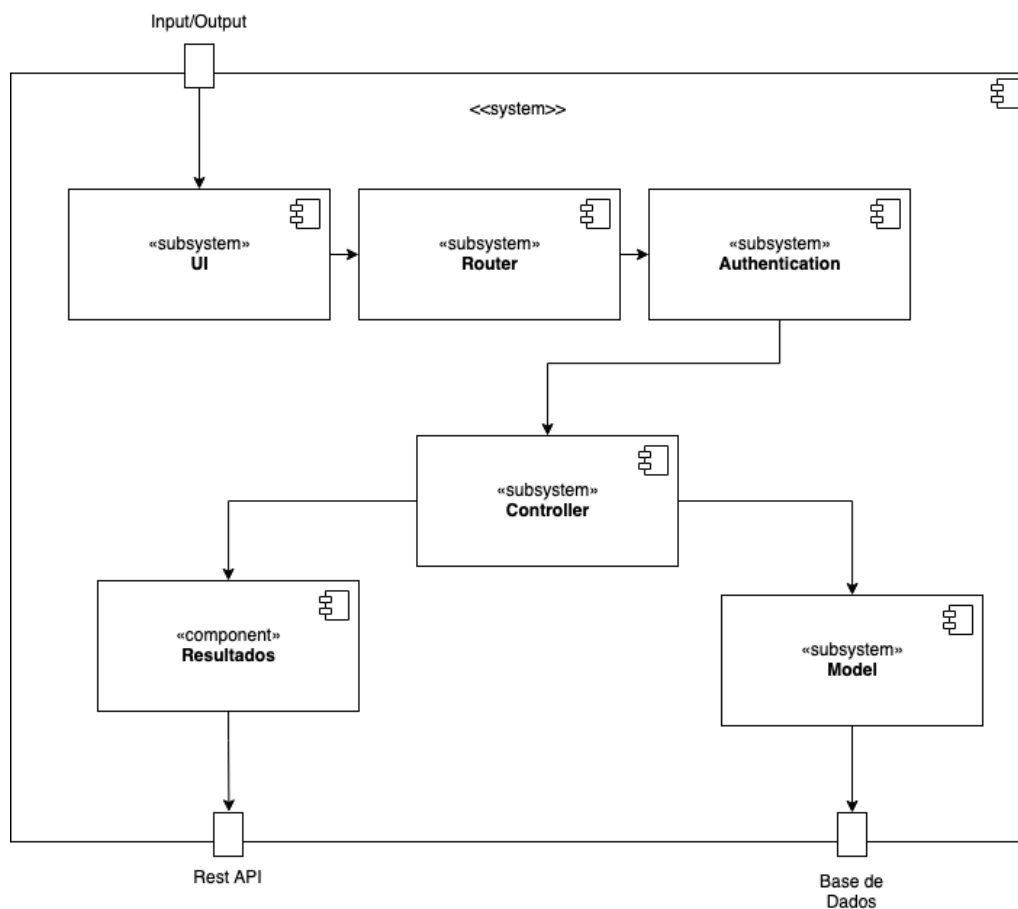 Input/Output
<<system>>
«subsystem»
UI
«subsystem»
Router
«subsystem»
Authentication
«subsystem»
Controller
«component»
Resultados
«subsystem»
Model
Rest API
Base de
Dados